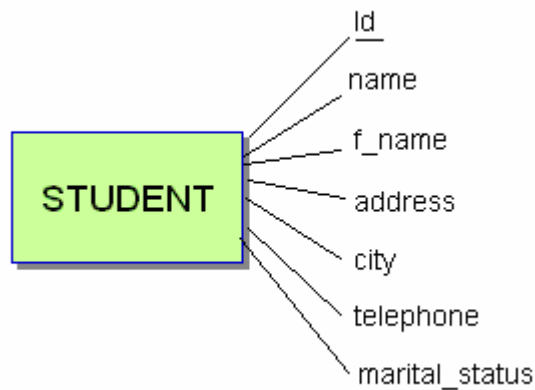 Id
name
f_name
STUDENT
address
city
telephone
marital_status